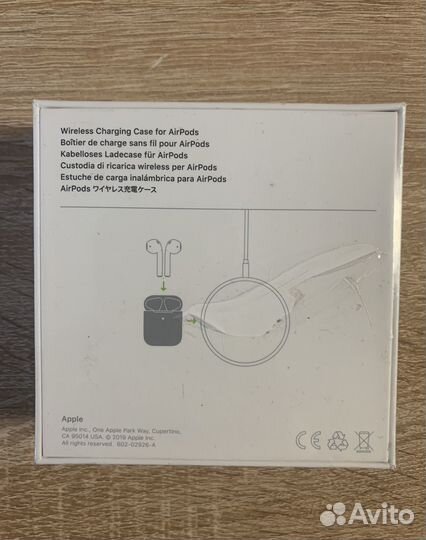 Wireless Charging Case for AirPods
Boîtier de charge sans fil pour AirPods
Kabelloses Ladecase für AirPods
Custodia di ricarica wireless per AirPods
Estuche de carga inalámbrica para AirPods
AirPods ワイヤレス充電ケース
Apple
Apple Inc., One Apple Park Way, Cupertino,
CA 95014 USA. © 2019 Apple Inc.
All rights reserved. 602-02926-A
CE
Avito